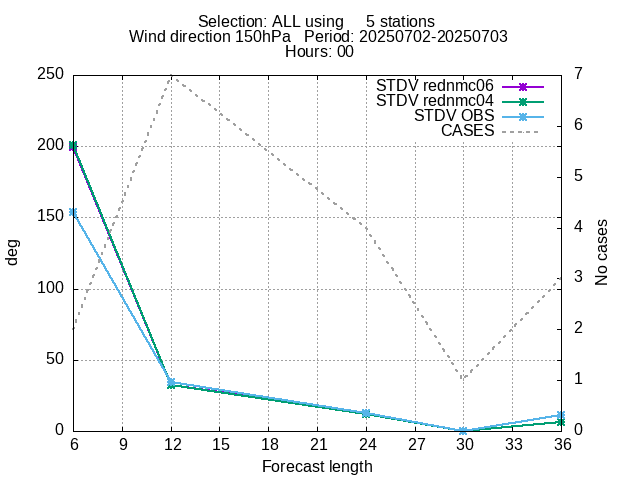 Selection: ALL using     5 stations
Wind direction 150hPa   Period: 20250702-20250703
Hours: 00
250 7
STDV rednmc06
STDV rednmc04
STDV OBS
CASES
200 6
150 5
100 4
50 3
0 2
1
0
deg
No cases
6 9 12 15 18 21 24 27 30 33 36
Forecast length